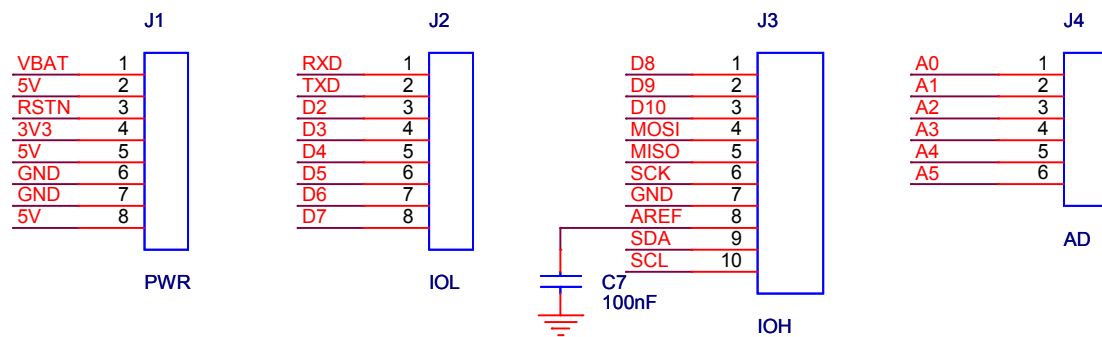 J1
VBAT 1
5V 2
RSTN 3
3V3 4
5V 5
GND 6
GND 7
5V 8
PWR
J2
RXD 1
TXD 2
D2 3
D3 4
D4 5
D5 6
D6 7
D7 8
IOL
J3
D8 1
D9 2
D10 3
MOSI 4
MISO 5
SCK 6
GND 7
AREF 8
SDA 9
SCL 10
C7
100nF
IOH
J4
A0 1
A1 2
A2 3
A3 4
A4 5
A5 6
AD